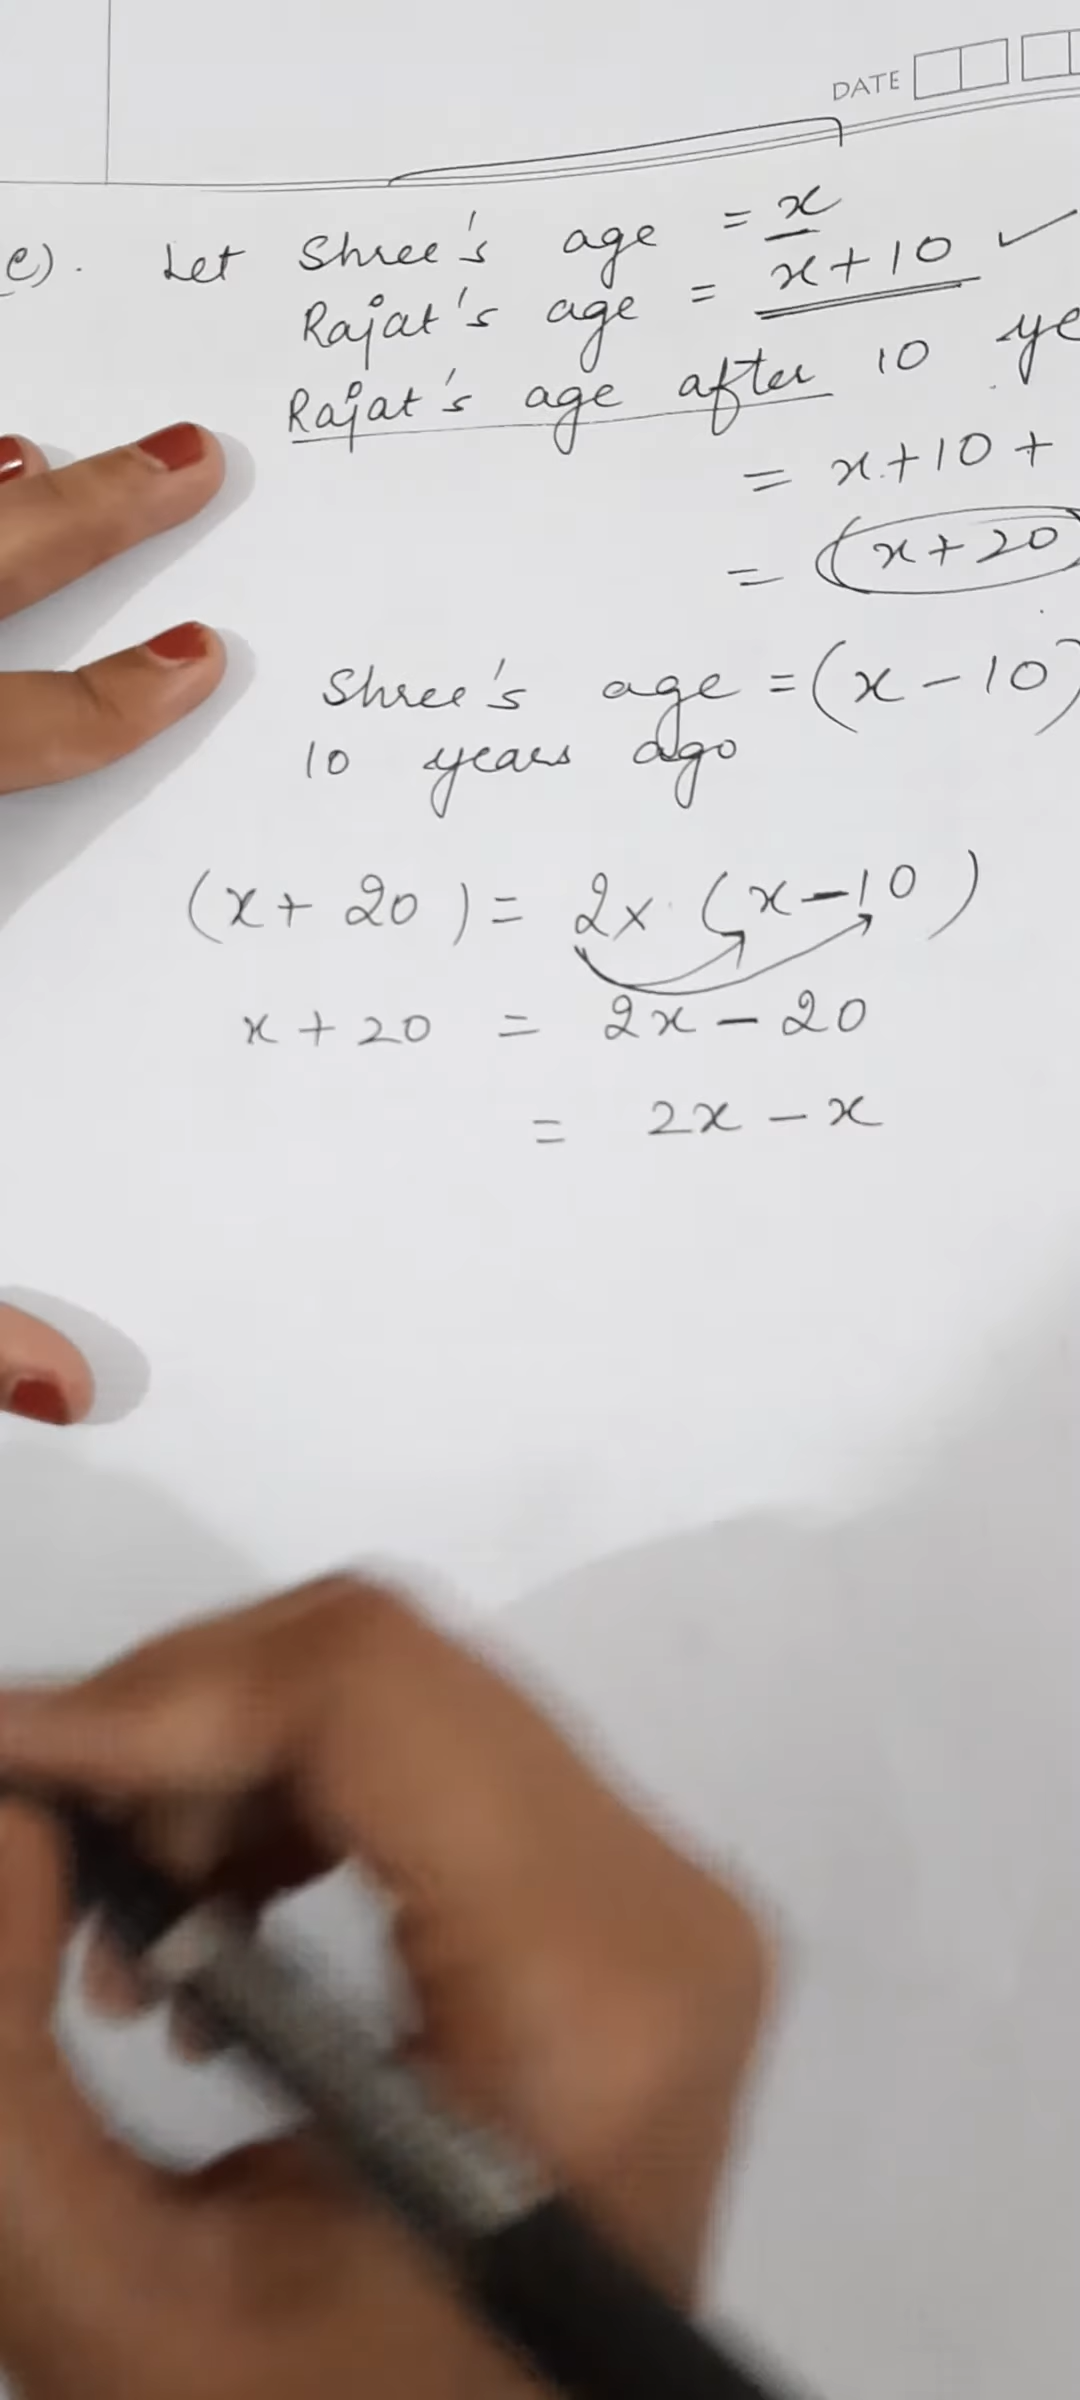 DATE
e). Let Shree's age = x
Rajat's age = x+10 ✓
Rajat's age after 10 ye
= x+10+
= (x+20)
Shree's age = (x-10)
10 years ago
(x+20) = 2x (x-10)
x+20 = 2x-20
= 2x-x